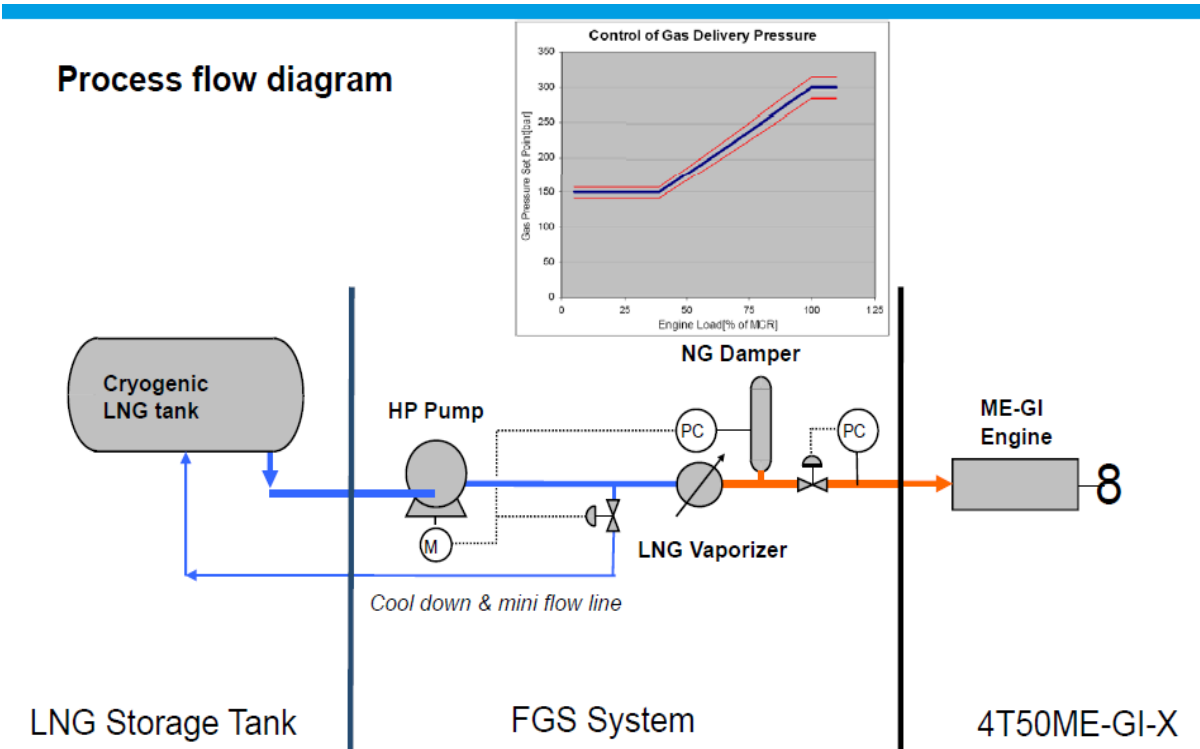 Process flow diagram
Control of Gas Delivery Pressure
Gas Pressure Set Point[bar]
350
300
250
200
150
100
50
0
0 25 50 75 100 125
Engine Load[% of MCR]
Cryogenic
LNG tank
HP Pump
NG Damper
ME-GI
Engine
PC
PC
M
LNG Vaporizer
Cool down & mini flow line
LNG Storage Tank
FGS System
4T50ME-GI-X